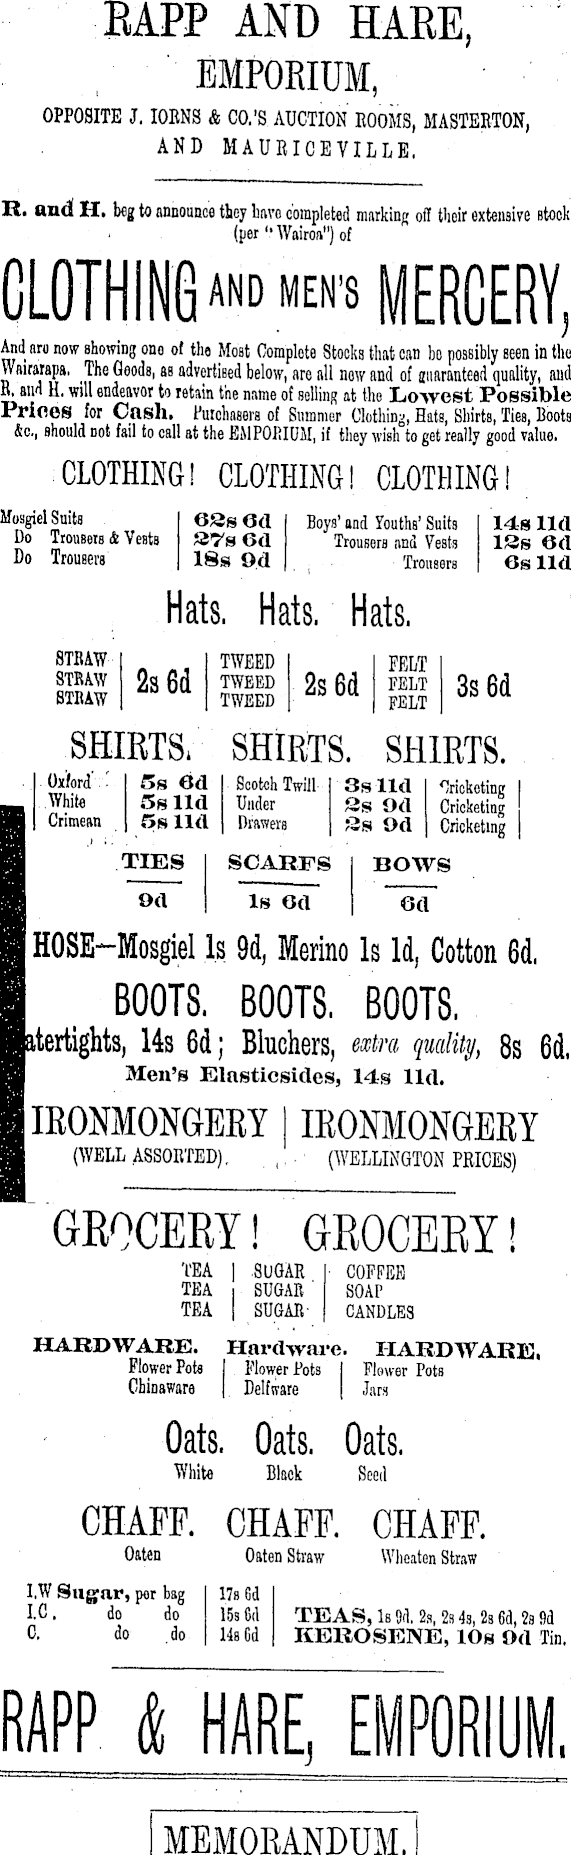 RAPP AND HARE,
EMPORIUM,
OPPOSITE J. IORNS & CO.'S AUCTION ROOMS, MASTERTON,
AND MAURICEVILLE.
R. and H. beg to announce they have completed marking off their extensive stock
(per "Wairoa") of
CLOTHING AND MEN'S MERCERY,
And are now showing one of the Most Complete Stocks that can be possibly seen in the
Wairarapa. The Goods, as advertised below, are all new and of guaranteed quality, and
R. and H. will endeavor to retain the name of selling at the Lowest Possible
Prices for Cash. Purchasers of Summer Clothing, Hats, Shirts, Ties, Boots
&c., should not fail to call at the EMPORIUM, if they wish to get really good value.
CLOTHING! CLOTHING! CLOTHING!
Mosgiel Suits 62s 6d Boys' and Youths' Suits 14s 11d
Do Trousers & Vests 27s 6d Trousers and Vests 12s 6d
Do Trousers 18s 9d Trousers 6s 11d
Hats. Hats. Hats.
STRAW TWEED FELT
STRAW 2s 6d TWEED 2s 6d FELT 3s 6d
STRAW TWEED FELT
SHIRTS. SHIRTS. SHIRTS.
Oxford 5s 6d Scotch Twill 3s 11d Cricketing
White 5s 11d Under 2s 9d Cricketing
Crimean 5s 11d Drawers 2s 9d Cricketing
TIES SCARFS BOWS
9d 1s 6d 6d
HOSE—Mosgiel 1s 9d, Merino 1s 1d, Cotton 6d.
BOOTS. BOOTS. BOOTS.
atertights, 14s 6d; Bluchers, extra quality, 8s 6d.
Men's Elasticsides, 14s 11d.
IRONMONGERY IRONMONGERY
(WELL ASSORTED). (WELLINGTON PRICES)
GROCERY! GROCERY!
TEA SUGAR COFFEE
TEA SUGAR SOAP
TEA SUGAR CANDLES
HARDWARE. Hardware. HARDWARE.
Flower Pots Flower Pots Flower Pots
Chinaware Delfware Jars
Oats. Oats. Oats.
White Black Seed
CHAFF. CHAFF. CHAFF.
Oaten Oaten Straw Wheaten Straw
I.W Sugar, per bag 17s 6d
I.C. do do 15s 6d TEAS, 1s 9d, 2s, 2s 4s, 2s 6d, 2s 9d
C. do do 14s 6d KEROSENE, 10s 9d Tin.
RAPP & HARE, EMPORIUM.
MEMORANDUM.